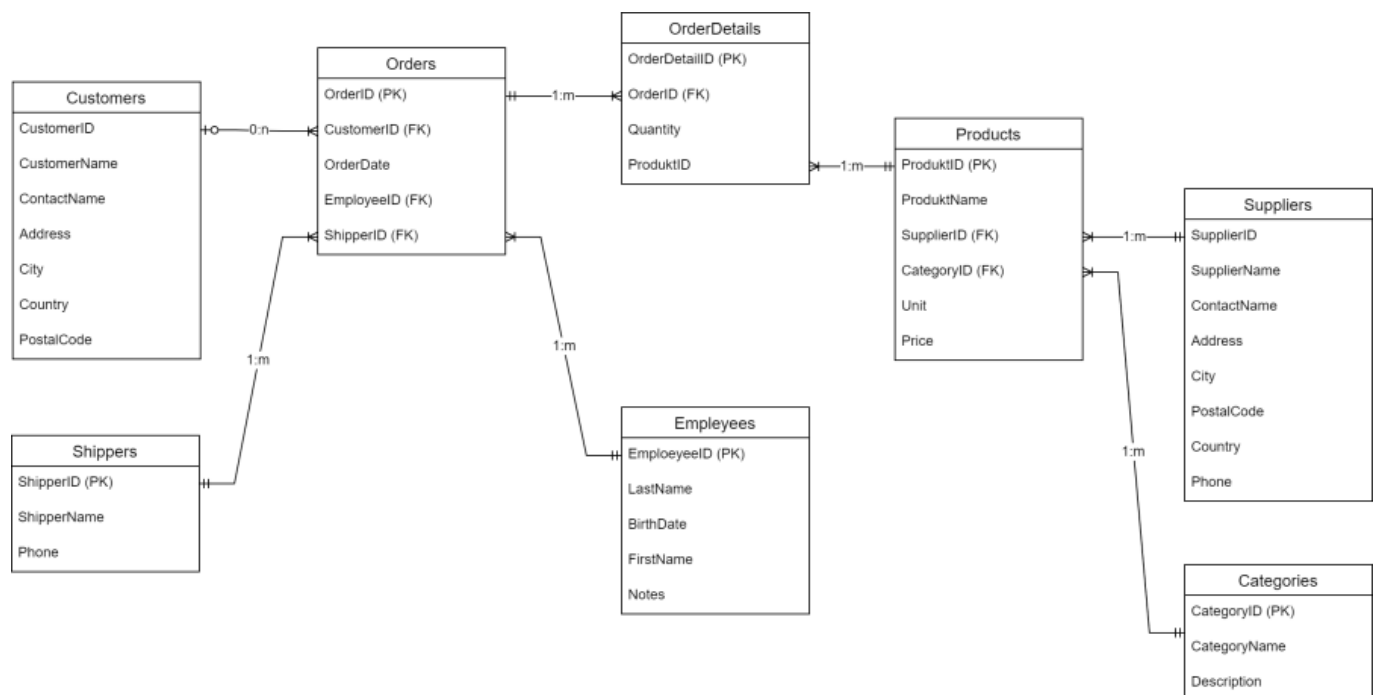 Customers
CustomerID
CustomerName
ContactName
Address
City
Country
PostalCode
0:n
Orders
OrderID (PK)
CustomerID (FK)
OrderDate
EmployeeID (FK)
ShipperID (FK)
1:m
OrderDetails
OrderDetailID (PK)
OrderID (FK)
Quantity
ProduktID
1:m
Products
ProduktID (PK)
ProduktName
SupplierID (FK)
CategoryID (FK)
Unit
Price
1:m
Suppliers
SupplierID
SupplierName
ContactName
Address
City
PostalCode
Country
Phone
1:m
1:m
1:m
Shippers
ShipperID (PK)
ShipperName
Phone
Empleyees
EmploeyeeID (PK)
LastName
BirthDate
FirstName
Notes
Categories
CategoryID (PK)
CategoryName
Description